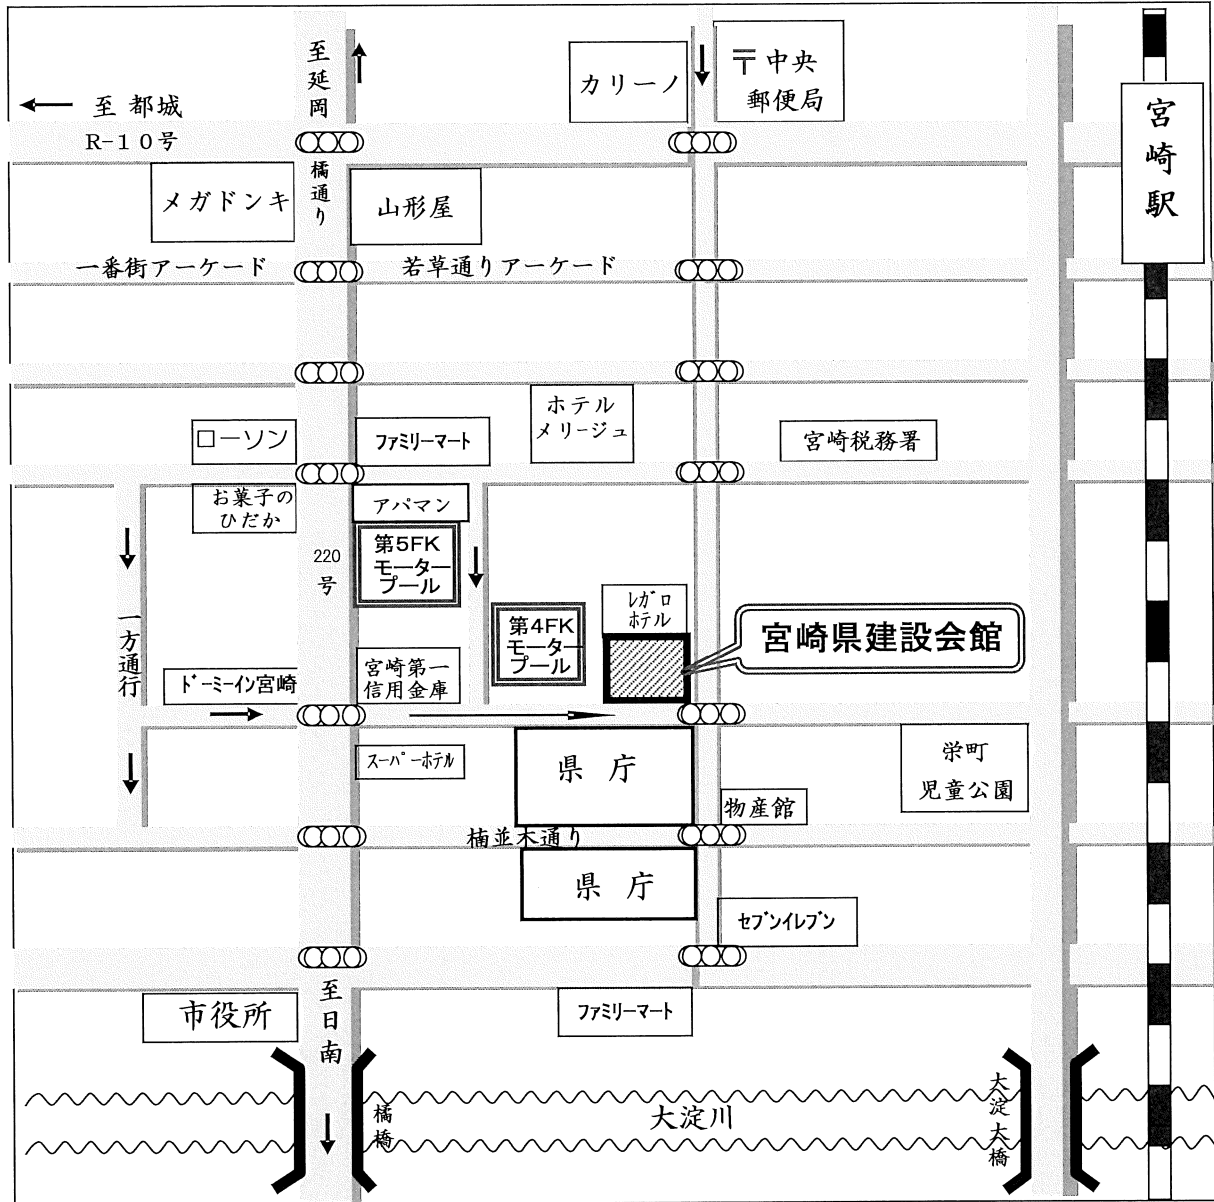 至延岡
カリーノ
〒中央
郵便局
至 都城
R-10号
宮崎駅
橘通り
メガドンキ
山形屋
一番街アーケード
若草通りアーケード
ホテル
メリージュ
ローソン
ファミリーマート
宮崎税務署
お菓子の
ひだか
アパマン
220
号
第5FK
モーター
プール
一方通行
第4FK
モーター
プール
レガロ
ホテル
宮崎県建設会館
ドーミーイン宮崎
宮崎第一
信用金庫
スーパーホテル
県 庁
栄町
児童公園
物産館
楠並木通り
県 庁
セブンイレブン
市役所
至日南
ファミリーマート
橘橋
大淀川
大淀大橋